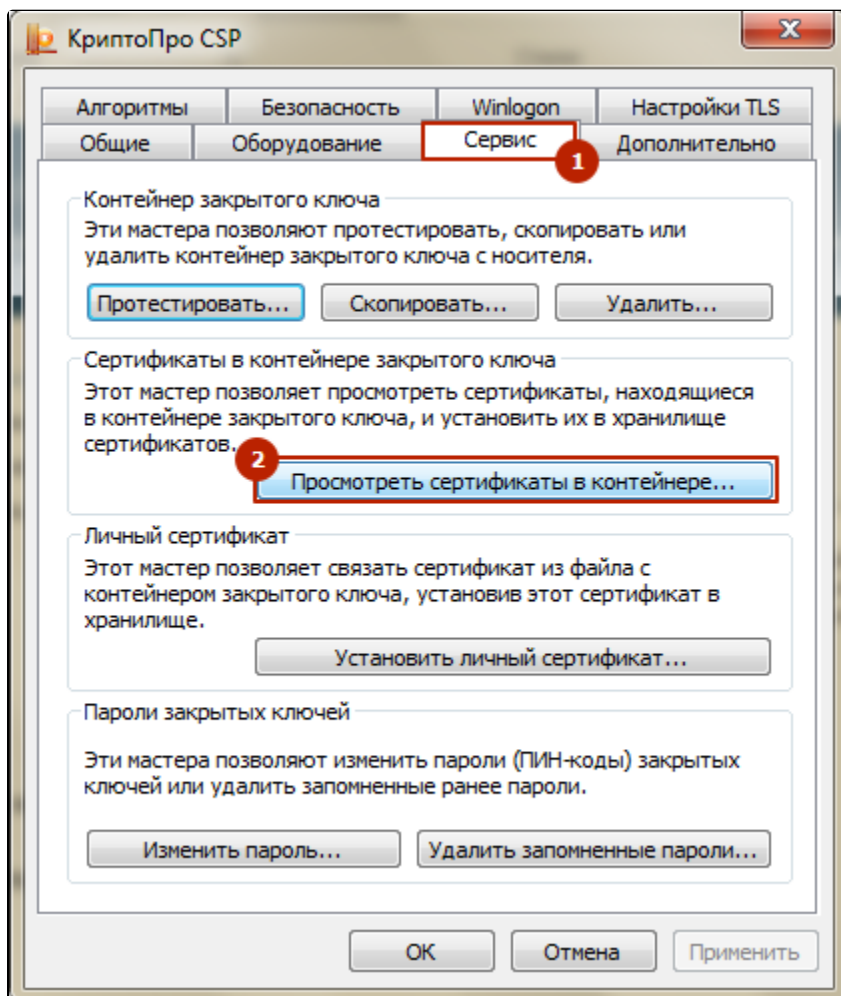 КриптоПро CSP
Алгоритмы Безопасность Winlogon Настройки TLS
Общие Оборудование Сервис Дополнительно
1
Контейнер закрытого ключа
Эти мастера позволяют протестировать, скопировать или
удалить контейнер закрытого ключа с носителя.
Протестировать... Скопировать... Удалить...
Сертификаты в контейнере закрытого ключа
Этот мастер позволяет просмотреть сертификаты, находящиеся
в контейнере закрытого ключа, и установить их в хранилище
сертификатов.
2
Просмотреть сертификаты в контейнере...
Личный сертификат
Этот мастер позволяет связать сертификат из файла с
контейнером закрытого ключа, установив этот сертификат в
хранилище.
Установить личный сертификат...
Пароли закрытых ключей
Эти мастера позволяют изменить пароли (ПИН-коды) закрытых
ключей или удалить запомненные ранее пароли.
Изменить пароль... Удалить запомненные пароли...
ОК Отмена Применить